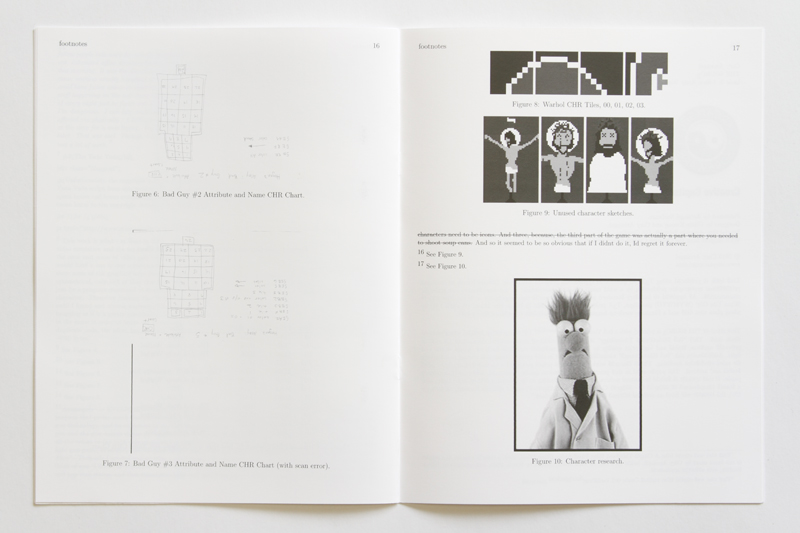 footnotes
16
Figure 6: Bad Guy #2 Attribute and Name CHR Chart.
Figure 7: Bad Guy #3 Attribute and Name CHR Chart (with scan error).
footnotes
17
Figure 8: Warhol CHR Tiles, 00, 01, 02, 03.
Figure 9: Unused character sketches.
characters need to be icons. And three, because, the third part of the game was actually a part where you needed
to shoot soup cans. And so it seemed to be so obvious that if I didnt do it, Id regret it forever.
16 See Figure 9.
17 See Figure 10.
Figure 10: Character research.